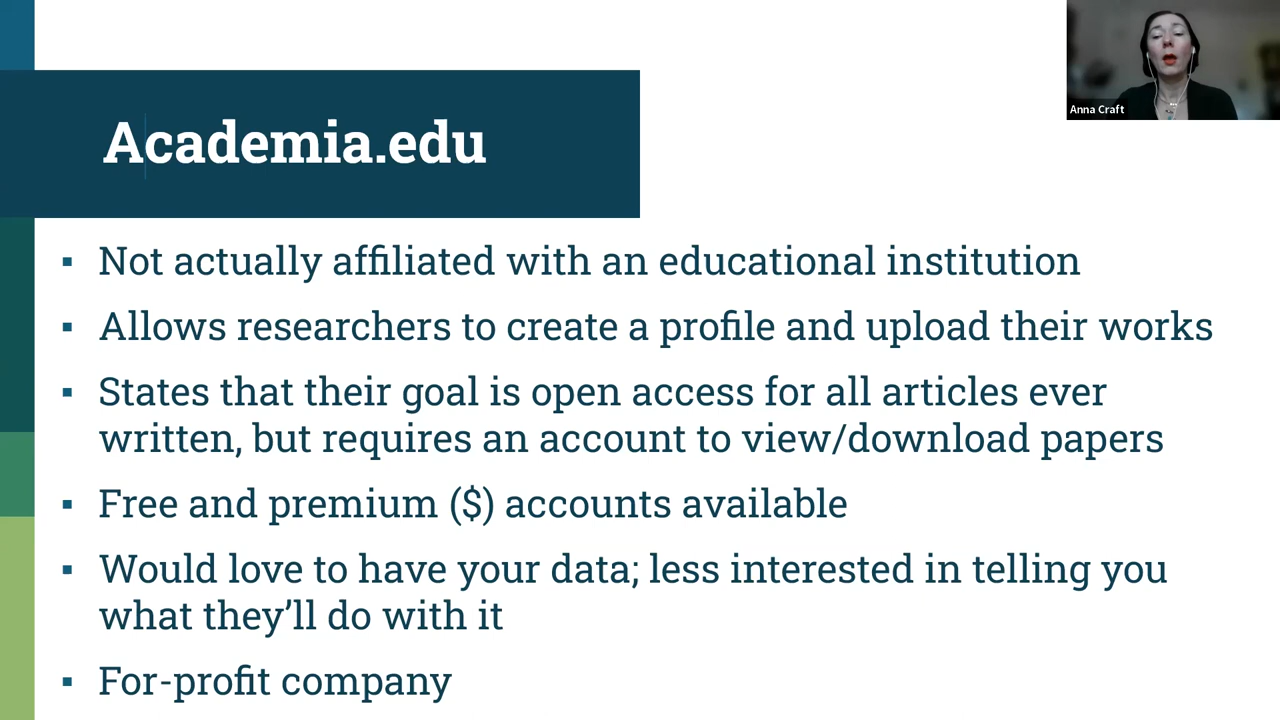 Anna Craft
Academia.edu
▪ Not actually affiliated with an educational institution
▪ Allows researchers to create a profile and upload their works
▪ States that their goal is open access for all articles ever
written, but requires an account to view/download papers
▪ Free and premium ($) accounts available
▪ Would love to have your data; less interested in telling you
what they’ll do with it
▪ For-profit company